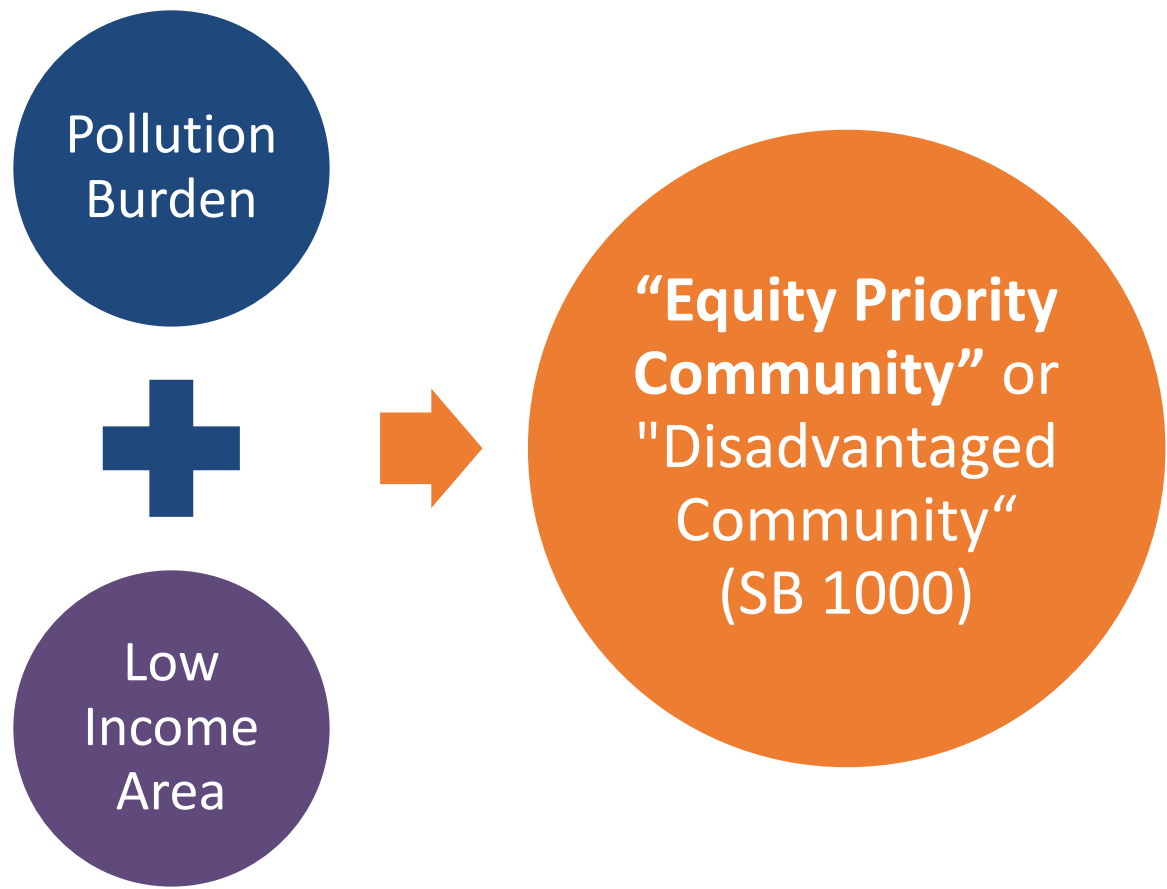 Pollution
Burden
Low
Income
Area
“Equity Priority
Community” or
"Disadvantaged
Community“
(SB 1000)